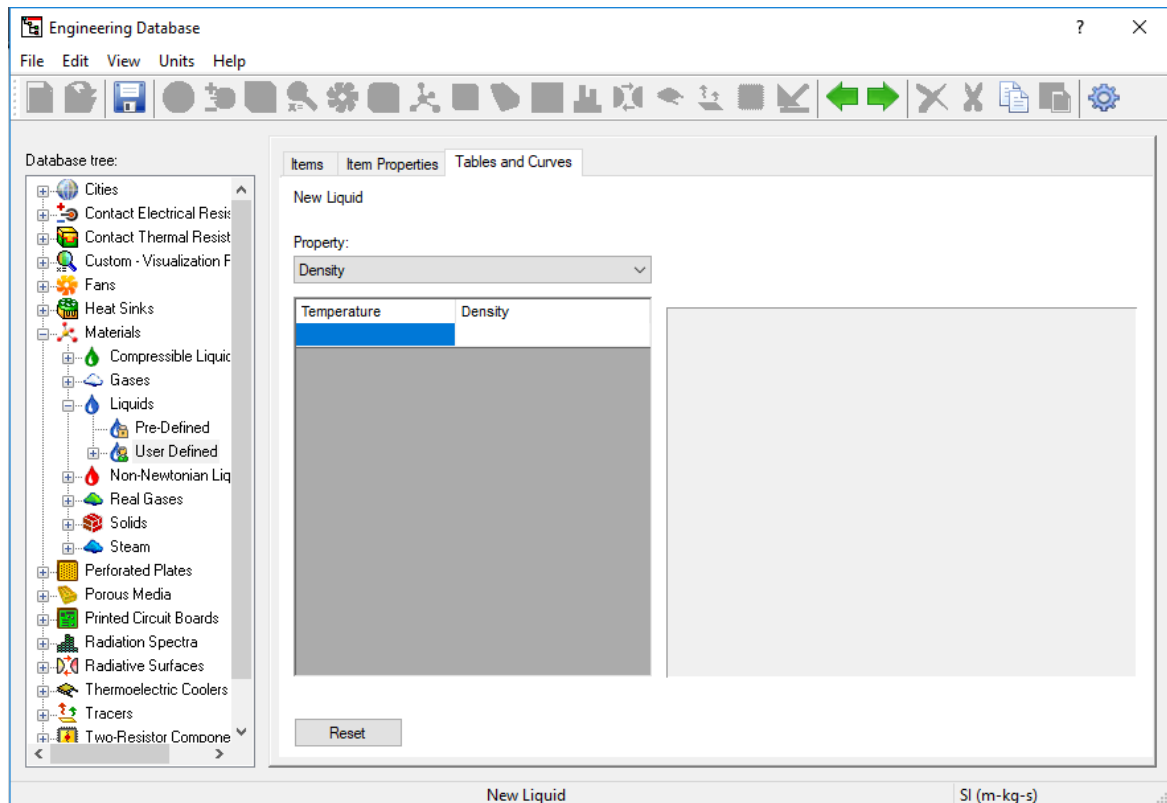 Engineering Database
? 
File Edit View Units Help
Database tree:
Cities
Contact Electrical Resis
Contact Thermal Resist
Custom - Visualization F
Fans
Heat Sinks
Materials
Compressible Liquid
Gases
Liquids
Pre-Defined
User Defined
Non-Newtonian Liq
Real Gases
Solids
Steam
Perforated Plates
Porous Media
Printed Circuit Boards
Radiation Spectra
Radiative Surfaces
Thermoelectric Coolers
Tracers
Two-Resistor Compone
Items Item Properties Tables and Curves
New Liquid
Property:
Density
Temperature Density
Reset
New Liquid SI (m-kg-s)